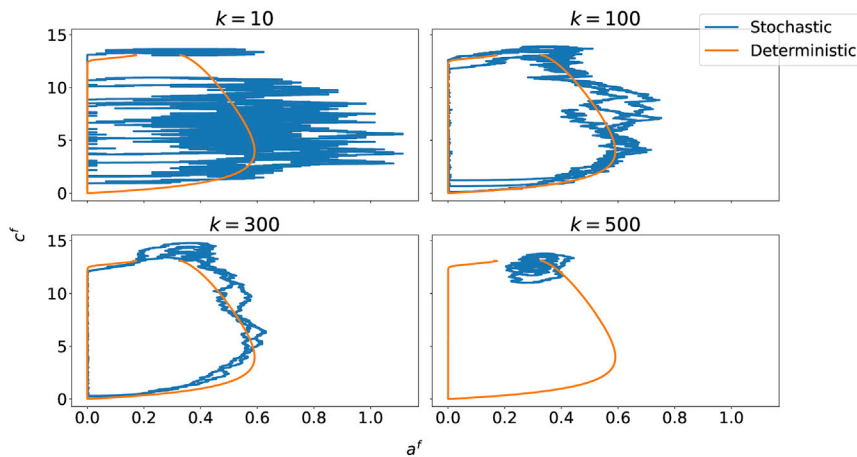 k = 10
k = 100
Stochastic
Deterministic
15
10
5
0
k = 300
k = 500
15
10
5
0
c^f
0.0 0.2 0.4 0.6 0.8 1.0
0.0 0.2 0.4 0.6 0.8 1.0
a^f